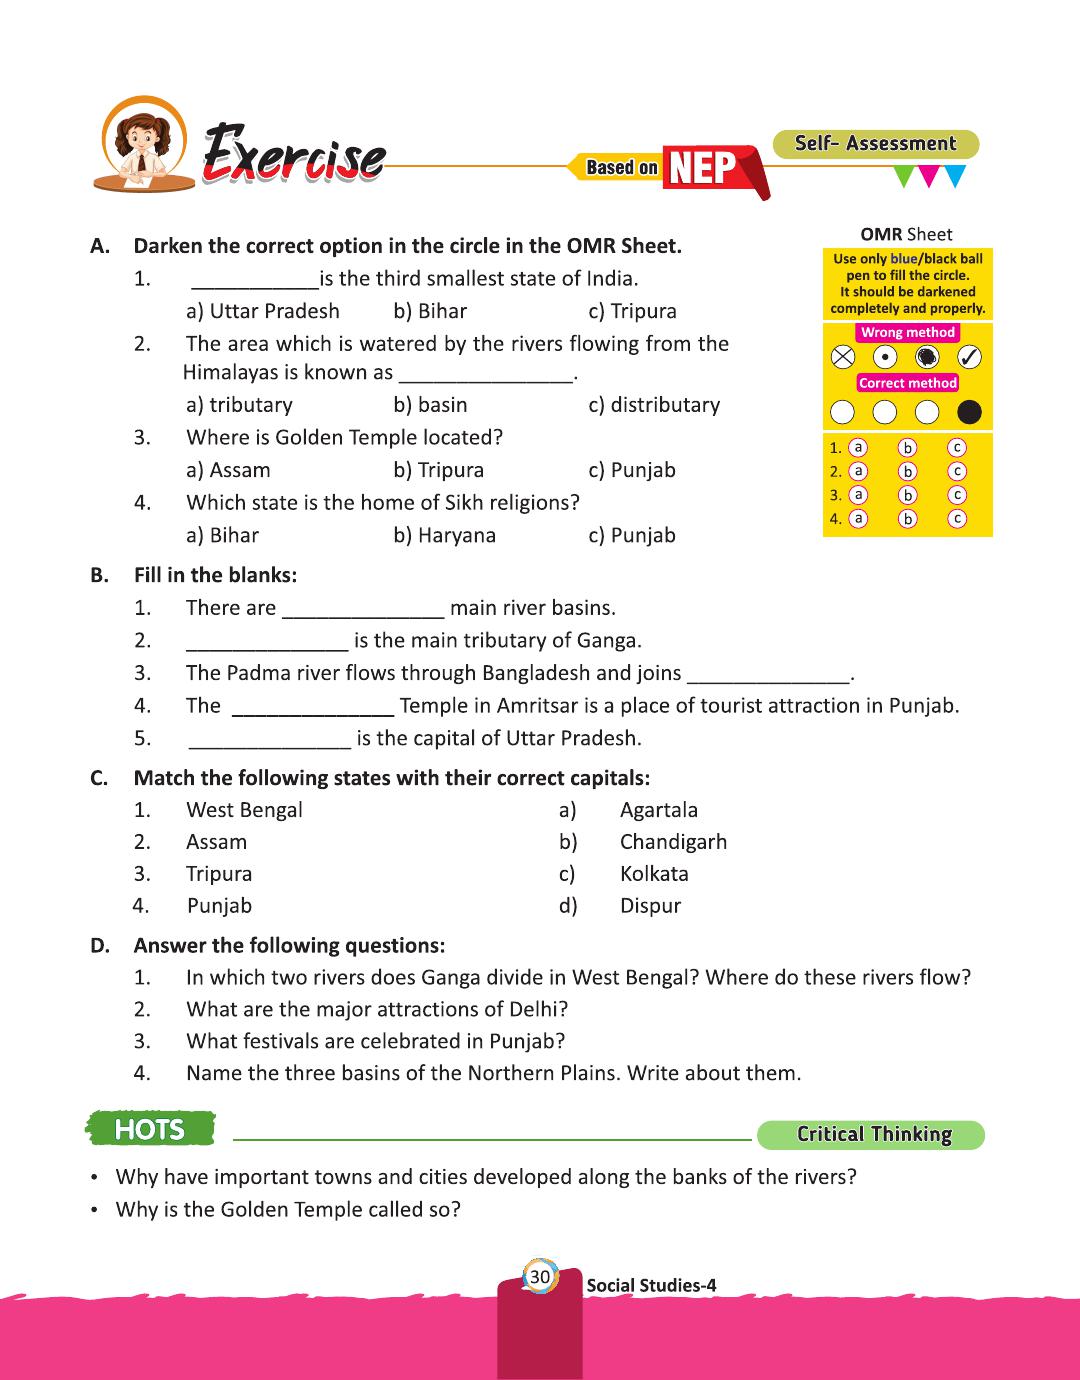 Exercise
Based on NEP
Self- Assessment
A. Darken the correct option in the circle in the OMR Sheet.
1. ___________is the third smallest state of India.
a) Uttar Pradesh b) Bihar c) Tripura
2. The area which is watered by the rivers flowing from the
Himalayas is known as _______________.
a) tributary b) basin c) distributary
3. Where is Golden Temple located?
a) Assam b) Tripura c) Punjab
4. Which state is the home of Sikh religions?
a) Bihar b) Haryana c) Punjab
OMR Sheet
Use only blue/black ball
pen to fill the circle.
It should be darkened
completely and properly.
Wrong method
Correct method
1. a b c
2. a b c
3. a b c
4. a b c
B. Fill in the blanks:
1. There are ______________ main river basins.
2. ______________ is the main tributary of Ganga.
3. The Padma river flows through Bangladesh and joins ______________.
4. The ______________ Temple in Amritsar is a place of tourist attraction in Punjab.
5. ______________ is the capital of Uttar Pradesh.
C. Match the following states with their correct capitals:
1. West Bengal a) Agartala
2. Assam b) Chandigarh
3. Tripura c) Kolkata
4. Punjab d) Dispur
D. Answer the following questions:
1. In which two rivers does Ganga divide in West Bengal? Where do these rivers flow?
2. What are the major attractions of Delhi?
3. What festivals are celebrated in Punjab?
4. Name the three basins of the Northern Plains. Write about them.
HOTS
Critical Thinking
• Why have important towns and cities developed along the banks of the rivers?
• Why is the Golden Temple called so?
30
Social Studies-4